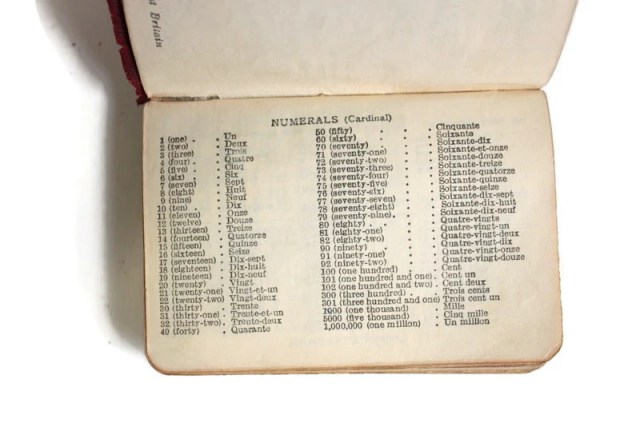 Britain
NUMERALS (Cardinal)
1 (one) . . Un
2 (two) . Deux
3 (three) . Trois
4 (four) . . Quatre
5 (five) . . Cinq
6 (six) . . Six
7 (seven) . Sept
8 (eight) . Huit
9 (nine) . Neuf
10 (ten) . . Dix
11 (eleven) . Onze
12 (twelve) . Douze
13 (thirteen) . Treize
14 (fourteen) . Quatorze
15 (fifteen) . Quinze
16 (sixteen) . Seize
17 (seventeen) . Dix-sept
18 (eighteen) . Dix-huit
19 (nineteen) . Dix-neuf
20 (twenty) . Vingt
21 (twenty-one) Vingt-et-un
22 (twenty-two) Vingt-deux
30 (thirty) . Trente
31 (thirty-one) . Trente-et-un
32 (thirty-two) . Trente-deux
40 (forty) . Quarante
50 (fifty) . . . Cinquante
60 (sixty) . . . Soixante
70 (seventy) . . . Soixante-dix
71 (seventy-one) . . Soixante-et-onze
72 (seventy-two) . . Soixante-douze
73 (seventy-three) . . Soixante-treize
74 (seventy-four) . . Soixante-quatorze
75 (seventy-five) . . Soixante-quinze
76 (seventy-six) . . Soixante-seize
77 (seventy-seven) . . Soixante-dix-sept
78 (seventy-eight) . . Soixante-dix-huit
79 (seventy-nine) . . . Soixante-dix-neuf
80 (eighty) . . . Quatre-vingts
81 (eighty-one) . . Quatre-vingt-un
82 (eighty-two) . . Quatre-vingt-deux
90 (ninety) . . . Quatre-vingt-dix
91 (ninety-one) . . Quatre-vingt-onze
92 (ninety-two) . . Quatre-vingt-douze
100 (one hundred) . . Cent
101 (one hundred and one) . Cent un
102 (one hundred and two) . Cent deux
300 (three hundred) . . Trois cents
301 (three hundred and one) Trois cent un
1000 (one thousand) . Mille
5000 (five thousand) . Cinq mille
1,000,000 (one million) . Un million